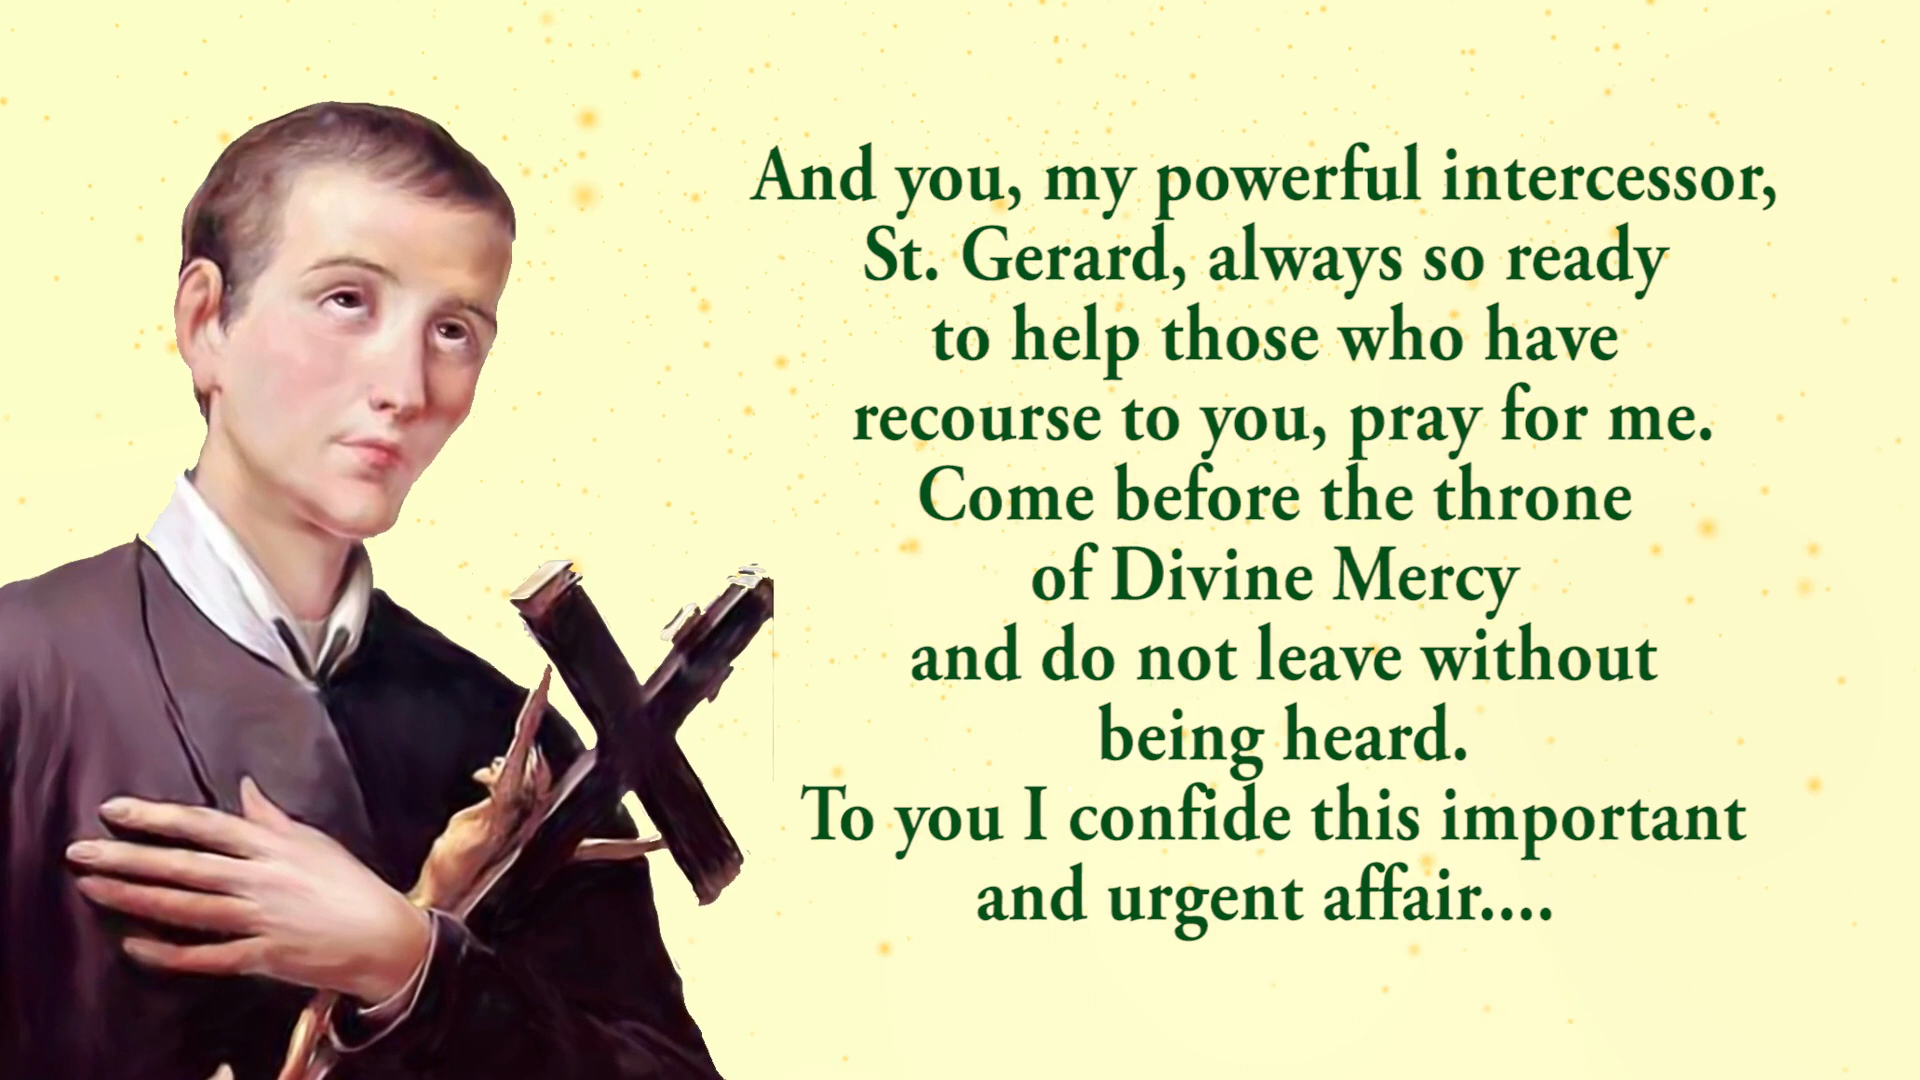 And you, my powerful intercessor,
St. Gerard, always so ready
to help those who have
recourse to you, pray for me.
Come before the throne
of Divine Mercy
and do not leave without
being heard.
To you I confide this important
and urgent affair....